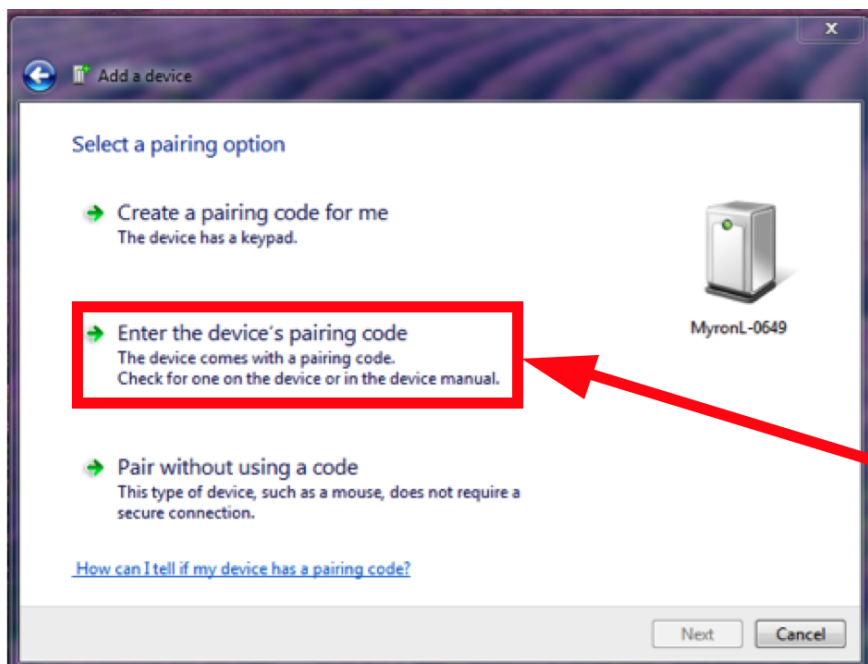 X
Add a device
Select a pairing option
Create a pairing code for me
The device has a keypad.
Enter the device's pairing code
The device comes with a pairing code.
Check for one on the device or in the device manual.
MyronL-0649
Pair without using a code
This type of device, such as a mouse, does not require a
secure connection.
How can I tell if my device has a pairing code?
Next
Cancel